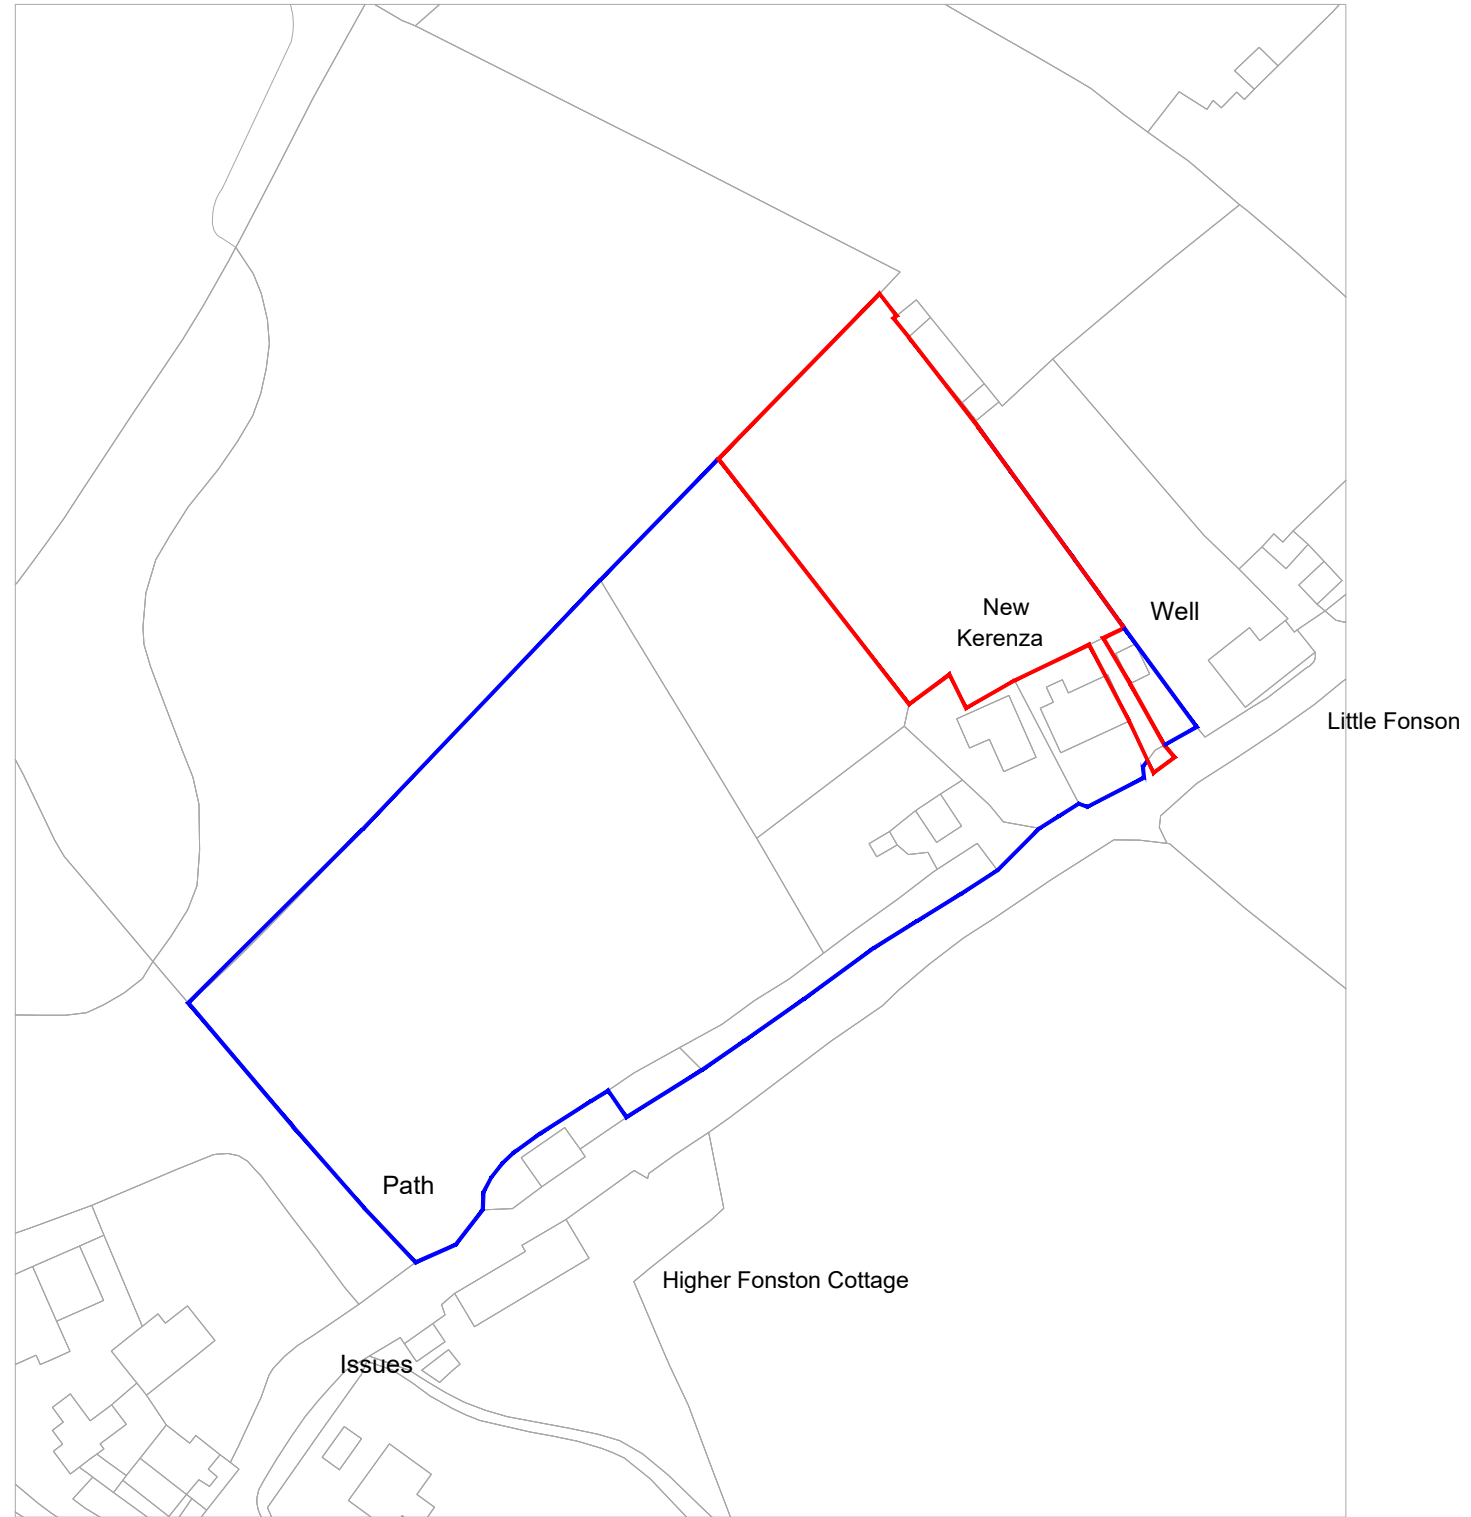 New
Kerenza
Well
Little Fonson
Path
Higher Fonston Cottage
Issues